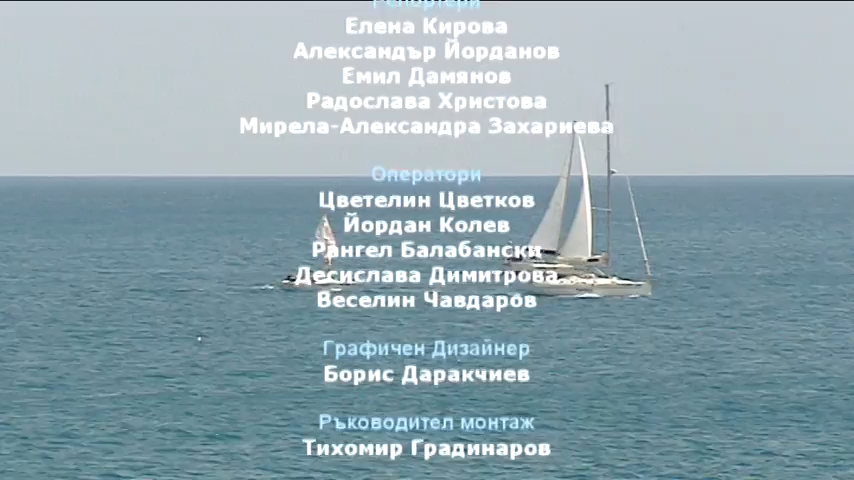 Репортери
Елена Кирова
Александър Йорданов
Емил Дамянов
Радослава Христова
Мирела-Александра Захариева
Оператори
Цветелин Цветков
Йордан Колев
Рангел Балабански
Десислава Димитрова
Веселин Чавдаров
Графичен Дизайнер
Борис Даракчиев
Ръководител монтаж
Тихомир Градинаров